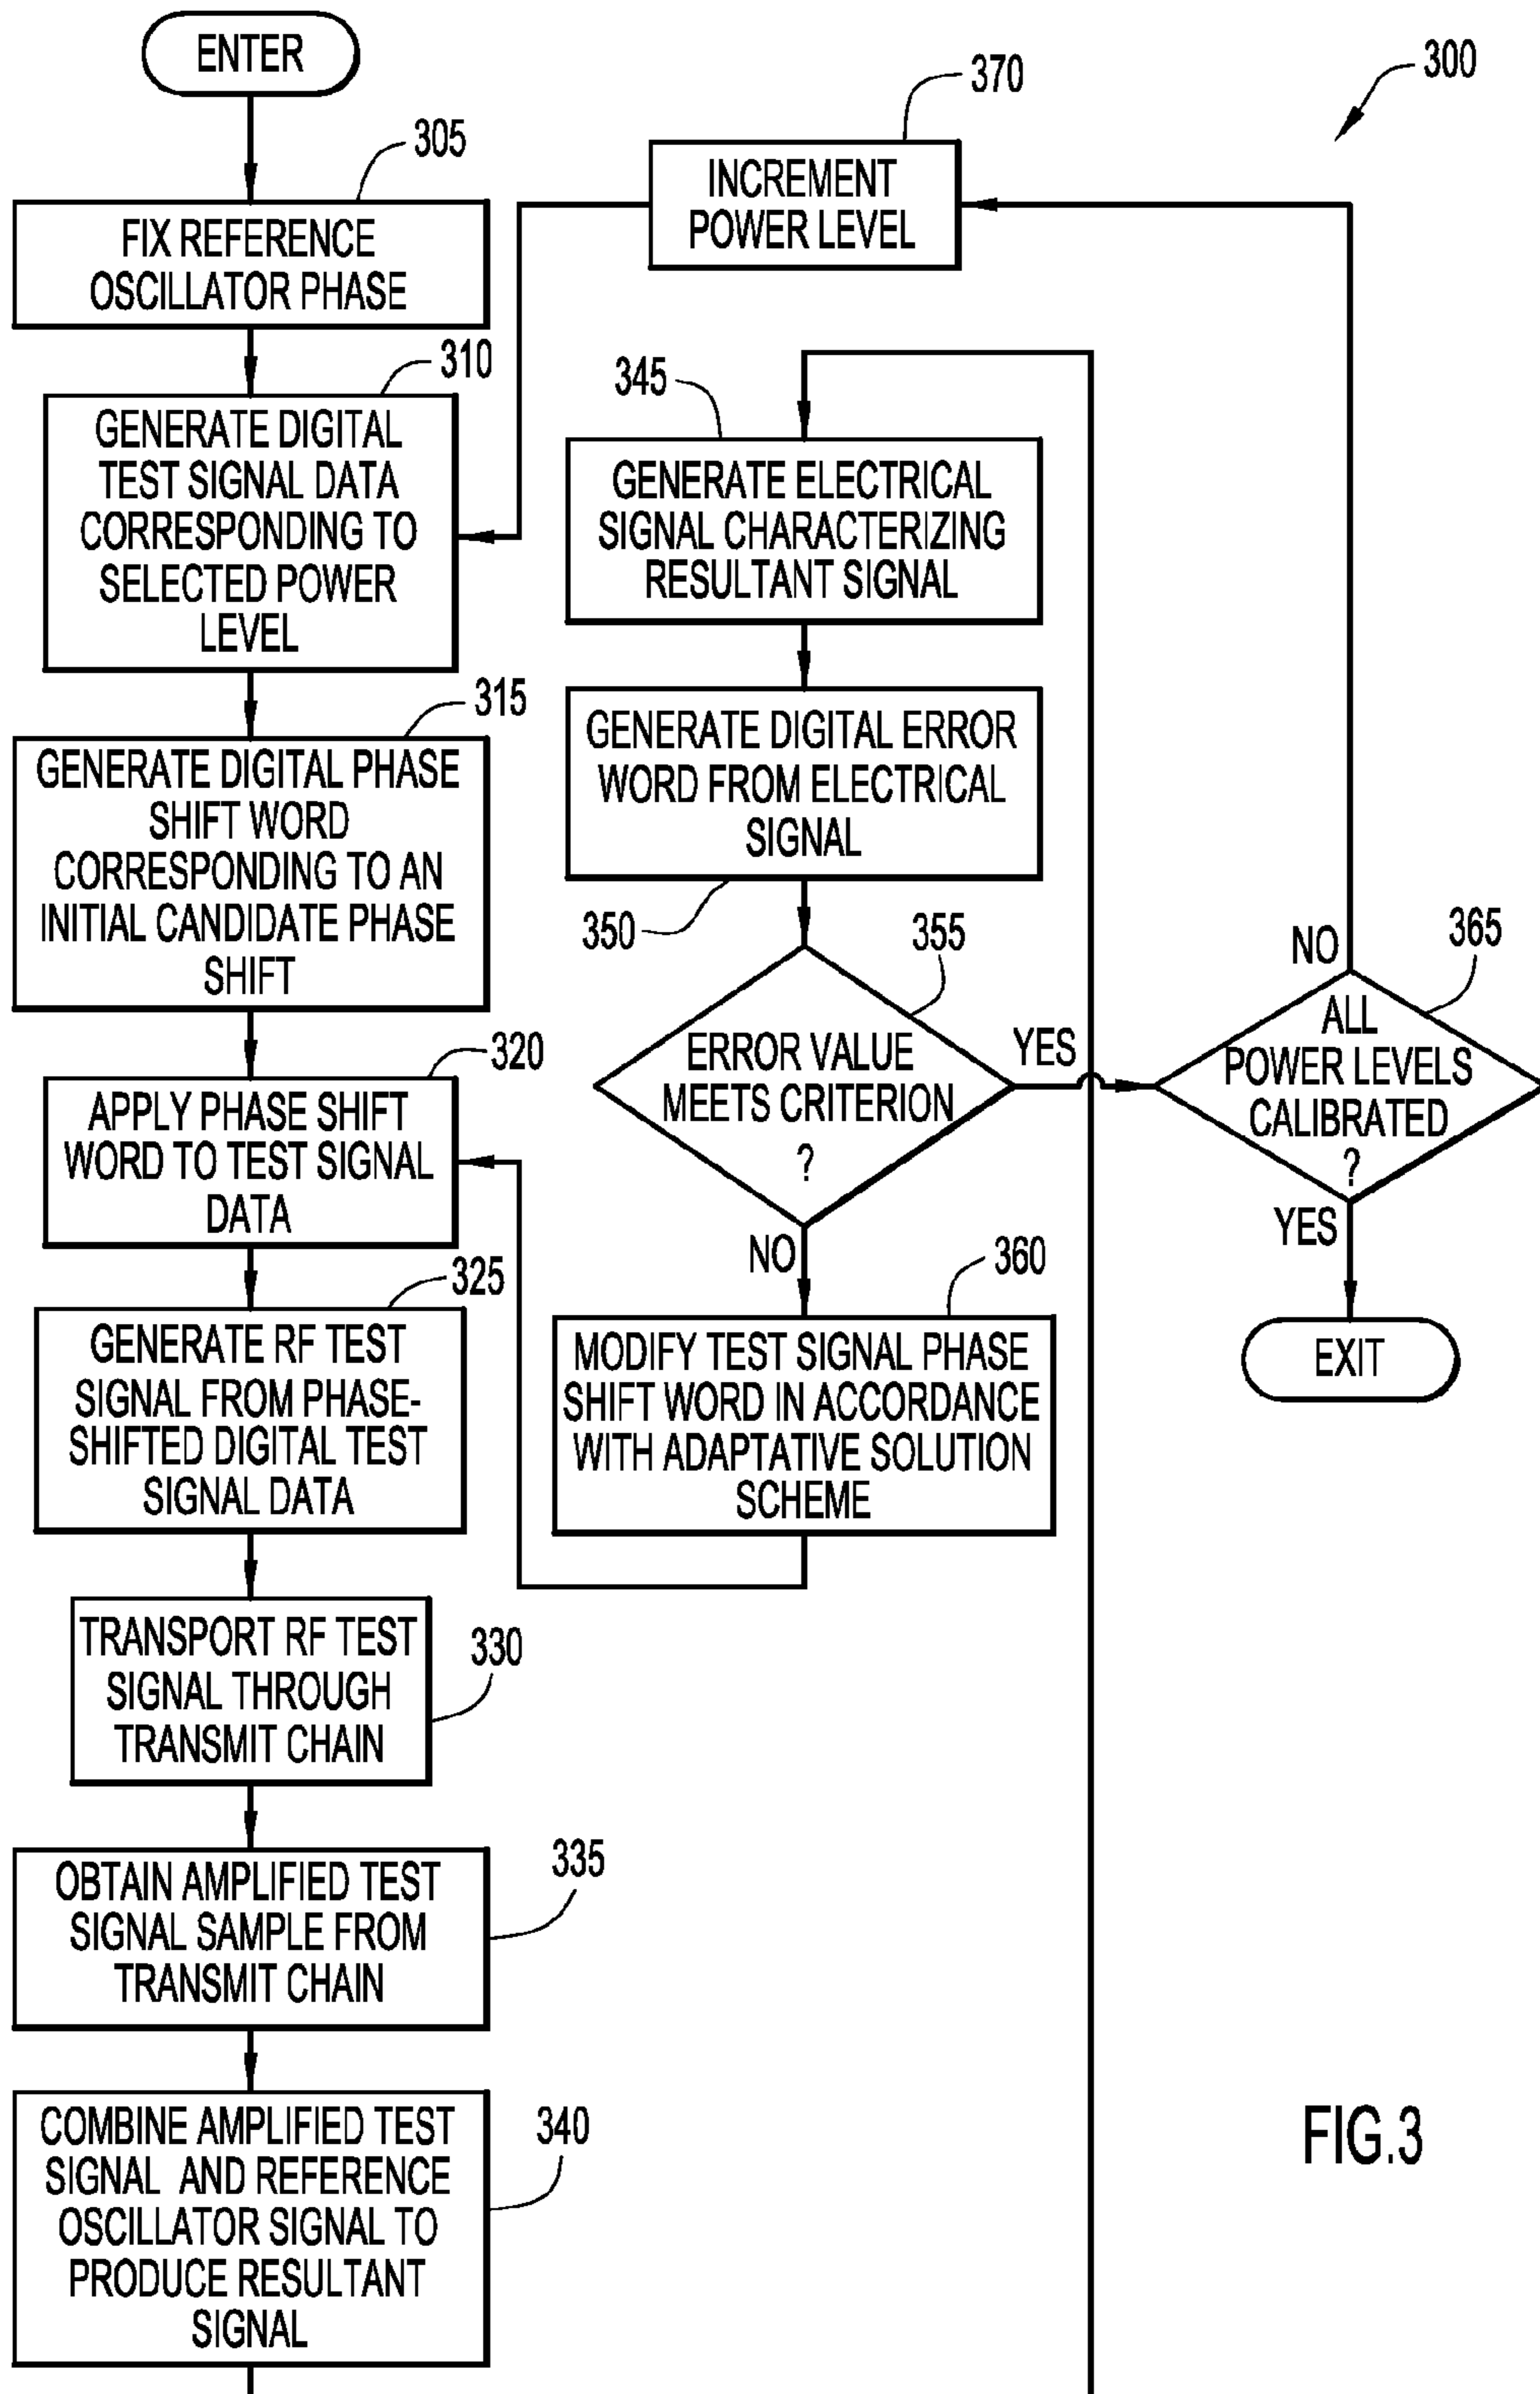 ENTER
305
FIX REFERENCE
OSCILLATOR PHASE
310
GENERATE DIGITAL
TEST SIGNAL DATA
CORRESPONDING TO
SELECTED POWER
LEVEL
315
GENERATE DIGITAL PHASE
SHIFT WORD
CORRESPONDING TO AN
INITIAL CANDIDATE PHASE
SHIFT
320
APPLY PHASE SHIFT
WORD TO TEST SIGNAL
DATA
325
GENERATE RF TEST
SIGNAL FROM PHASE-
SHIFTED DIGITAL TEST
SIGNAL DATA
TRANSPORT RF TEST
SIGNAL THROUGH
TRANSMIT CHAIN
330
OBTAIN AMPLIFIED TEST
SIGNAL SAMPLE FROM
TRANSMIT CHAIN
335
COMBINE AMPLIFIED TEST
SIGNAL AND REFERENCE
OSCILLATOR SIGNAL TO
PRODUCE RESULTANT
SIGNAL
340
370
INCREMENT
POWER LEVEL
345
GENERATE ELECTRICAL
SIGNAL CHARACTERIZING
RESULTANT SIGNAL
GENERATE DIGITAL ERROR
WORD FROM ELECTRICAL
SIGNAL
350
355
ERROR VALUE
MEETS CRITERION
?
YES
NO
360
MODIFY TEST SIGNAL PHASE
SHIFT WORD IN ACCORDANCE
WITH ADAPTATIVE SOLUTION
SCHEME
300
NO
365
ALL
POWER LEVELS
CALIBRATED
?
YES
EXIT
FIG.3